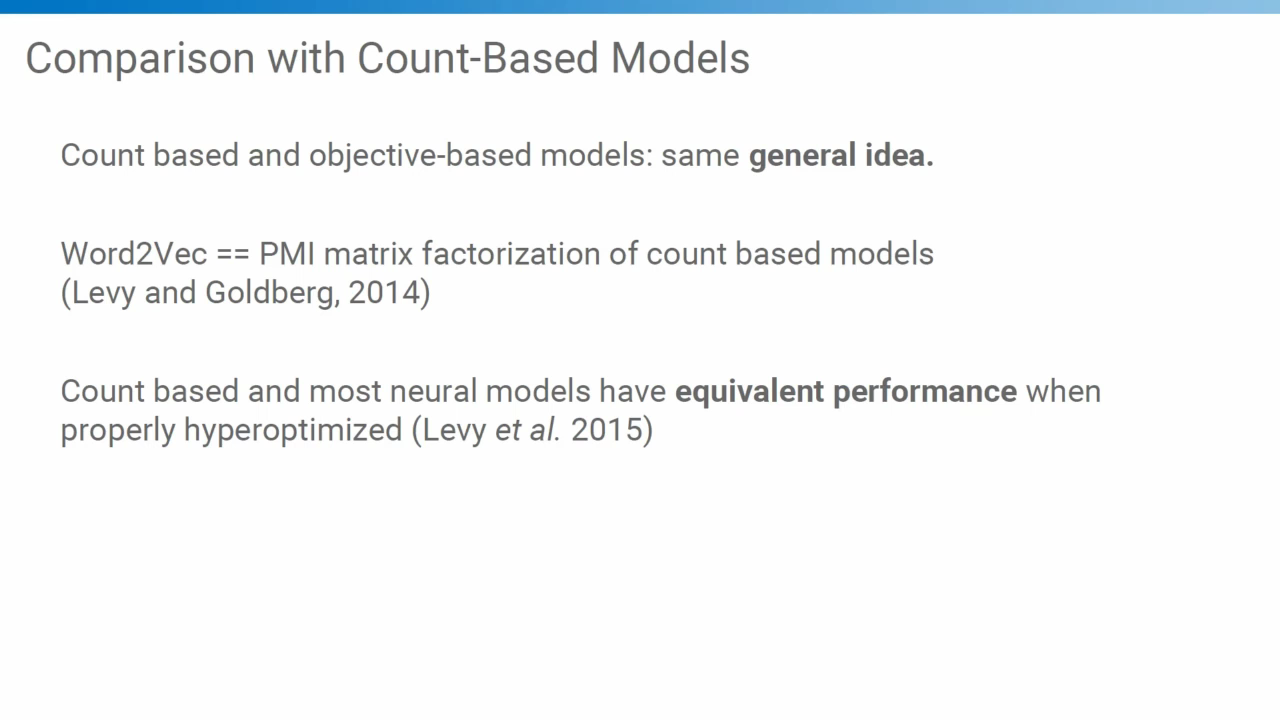 Comparison with Count-Based Models
Count based and objective-based models: same general idea.
Word2Vec == PMI matrix factorization of count based models
(Levy and Goldberg, 2014)
Count based and most neural models have equivalent performance when
properly hyperoptimized (Levy et al. 2015)